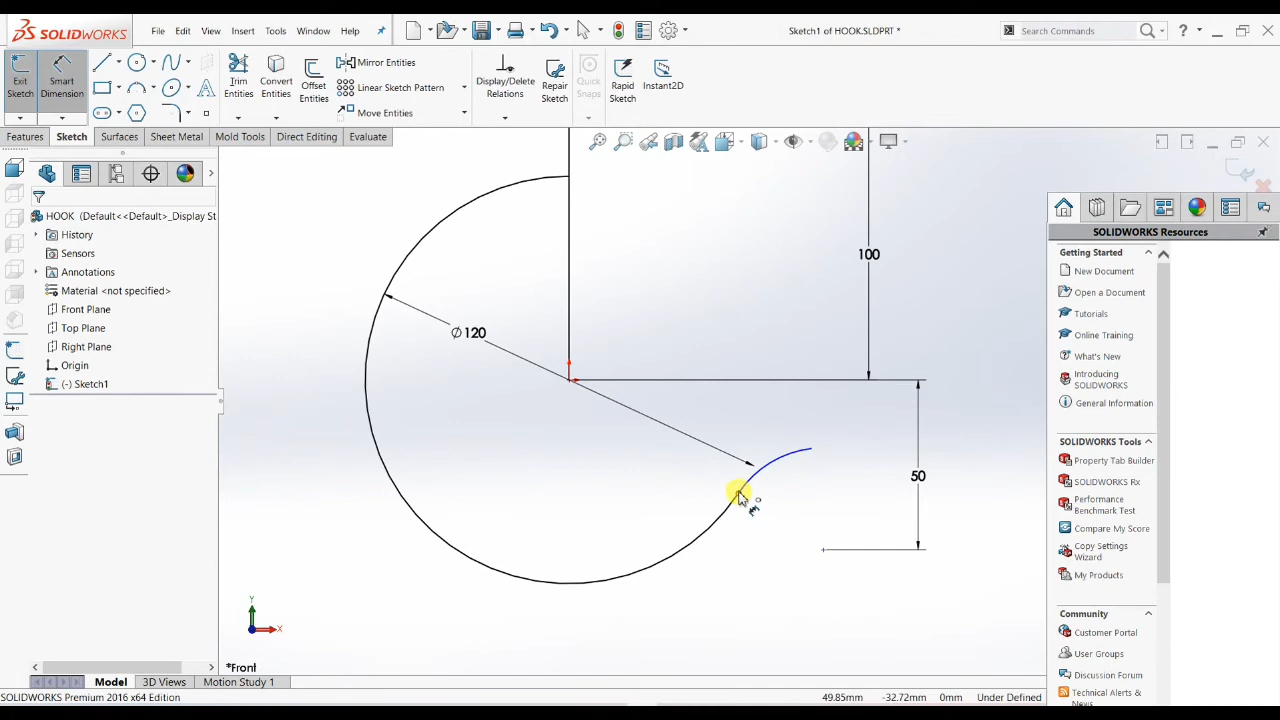 SOLIDWORKS File Edit View Insert Tools Window Help Sketch1 of HOOK.SLDPRT * Search Commands ?
Exit Sketch
Smart Dimension
Trim Entities
Convert Entities
Offset Entities
Mirror Entities
Linear Sketch Pattern
Move Entities
Display/Delete Relations
Repair Sketch
Quick Snaps
Rapid Sketch
Instant2D
Features Sketch Surfaces Sheet Metal Mold Tools Direct Editing Evaluate
HOOK (Default<<Default>_Display St
History
Sensors
Annotations
Material <not specified>
Front Plane
Top Plane
Right Plane
Origin
(-) Sketch1
100
Ø120
50
Y
X
*Front
SOLIDWORKS Resources
Getting Started
New Document
Open a Document
Tutorials
Online Training
What's New
Introducing SOLIDWORKS
General Information
SOLIDWORKS Tools
Property Tab Builder
SOLIDWORKS Rx
Performance Benchmark Test
Compare My Score
Copy Settings Wizard
My Products
Community
Customer Portal
User Groups
Discussion Forum
Technical Alerts &
News
Model 3D Views Motion Study 1
SOLIDWORKS Premium 2016 x64 Edition 49.85mm -32.72mm 0mm Under Defined